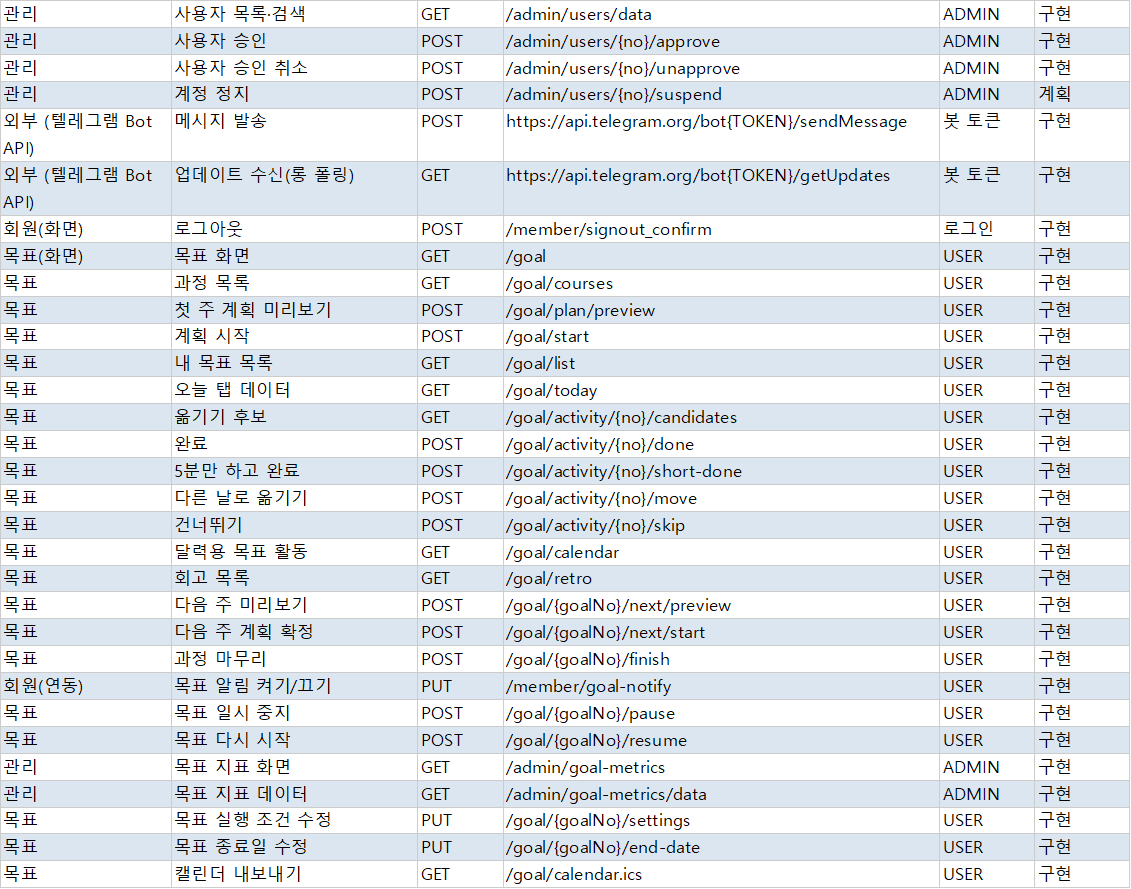 관리 사용자 목록·검색 GET /admin/users/data ADMIN 구현
관리 사용자 승인 POST /admin/users/{no}/approve ADMIN 구현
관리 사용자 승인 취소 POST /admin/users/{no}/unapprove ADMIN 구현
관리 계정 정지 POST /admin/users/{no}/suspend ADMIN 계획
외부 (텔레그램 Bot 메시지 발송 POST https://api.telegram.org/bot{TOKEN}/sendMessage 봇 토큰 구현
API)
외부 (텔레그램 Bot 업데이트 수신(롱 폴링) GET https://api.telegram.org/bot{TOKEN}/getUpdates 봇 토큰 구현
API)
회원(화면) 로그아웃 POST /member/signout_confirm 로그인 구현
목표(화면) 목표 화면 GET /goal USER 구현
목표 과정 목록 GET /goal/courses USER 구현
목표 첫 주 계획 미리보기 POST /goal/plan/preview USER 구현
목표 계획 시작 POST /goal/start USER 구현
목표 내 목표 목록 GET /goal/list USER 구현
목표 오늘 탭 데이터 GET /goal/today USER 구현
목표 옮기기 후보 GET /goal/activity/{no}/candidates USER 구현
목표 완료 POST /goal/activity/{no}/done USER 구현
목표 5분만 하고 완료 POST /goal/activity/{no}/short-done USER 구현
목표 다른 날로 옮기기 POST /goal/activity/{no}/move USER 구현
목표 건너뛰기 POST /goal/activity/{no}/skip USER 구현
목표 달력용 목표 활동 GET /goal/calendar USER 구현
목표 회고 목록 GET /goal/retro USER 구현
목표 다음 주 미리보기 POST /goal/{goalNo}/next/preview USER 구현
목표 다음 주 계획 확정 POST /goal/{goalNo}/next/start USER 구현
목표 과정 마무리 POST /goal/{goalNo}/finish USER 구현
회원(연동) 목표 알림 켜기/끄기 PUT /member/goal-notify USER 구현
목표 목표 일시 중지 POST /goal/{goalNo}/pause USER 구현
목표 목표 다시 시작 POST /goal/{goalNo}/resume USER 구현
관리 목표 지표 화면 GET /admin/goal-metrics ADMIN 구현
관리 목표 지표 데이터 GET /admin/goal-metrics/data ADMIN 구현
목표 목표 실행 조건 수정 PUT /goal/{goalNo}/settings USER 구현
목표 목표 종료일 수정 PUT /goal/{goalNo}/end-date USER 구현
목표 캘린더 내보내기 GET /goal/calendar.ics USER 구현